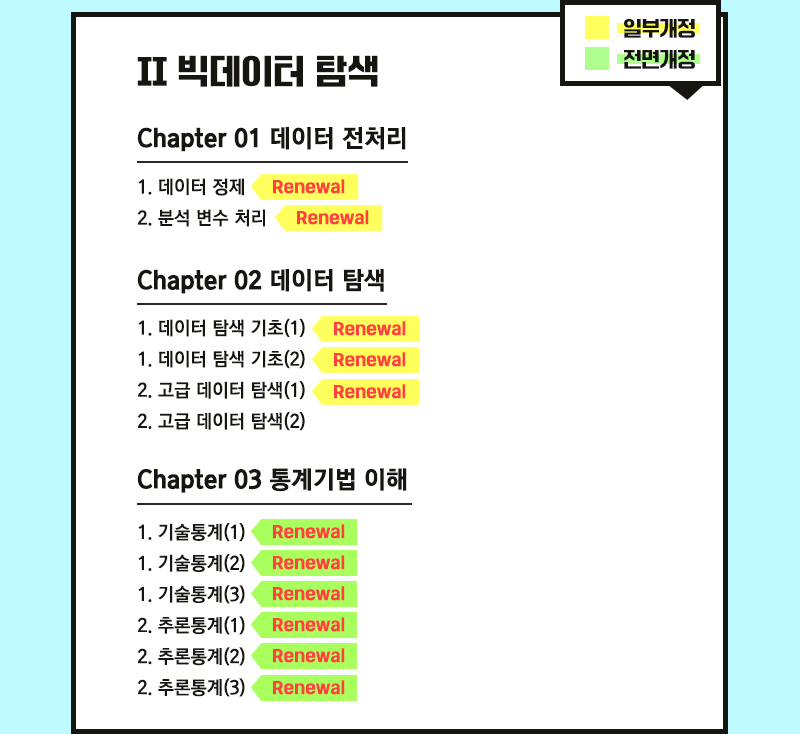 일부개정
전면개정
II 빅데이터 탐색
Chapter 01 데이터 전처리
1. 데이터 정제 Renewal
2. 분석 변수 처리 Renewal
Chapter 02 데이터 탐색
1. 데이터 탐색 기초(1) Renewal
1. 데이터 탐색 기초(2) Renewal
2. 고급 데이터 탐색(1) Renewal
2. 고급 데이터 탐색(2)
Chapter 03 통계기법 이해
1. 기술통계(1) Renewal
1. 기술통계(2) Renewal
1. 기술통계(3) Renewal
2. 추론통계(1) Renewal
2. 추론통계(2) Renewal
2. 추론통계(3) Renewal